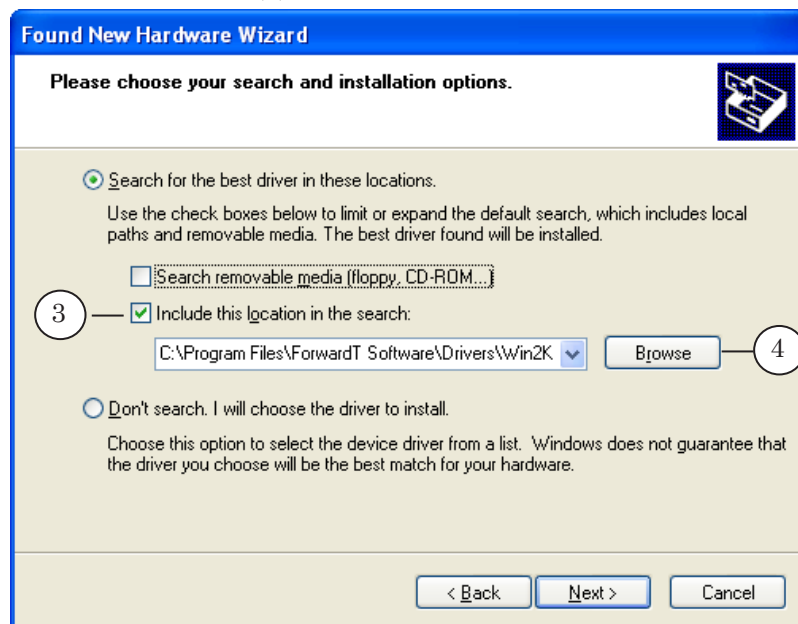 Found New Hardware Wizard
Please choose your search and installation options.
Search for the best driver in these locations.
Use the check boxes below to limit or expand the default search, which includes local
paths and removable media. The best driver found will be installed.
Search removable media (floppy, CD-ROM...)
3
Include this location in the search:
C:\Program Files\ForwardT Software\Drivers\Win2K
Browse
4
Don't search. I will choose the driver to install.
Choose this option to select the device driver from a list. Windows does not guarantee that
the driver you choose will be the best match for your hardware.
< Back
Next >
Cancel